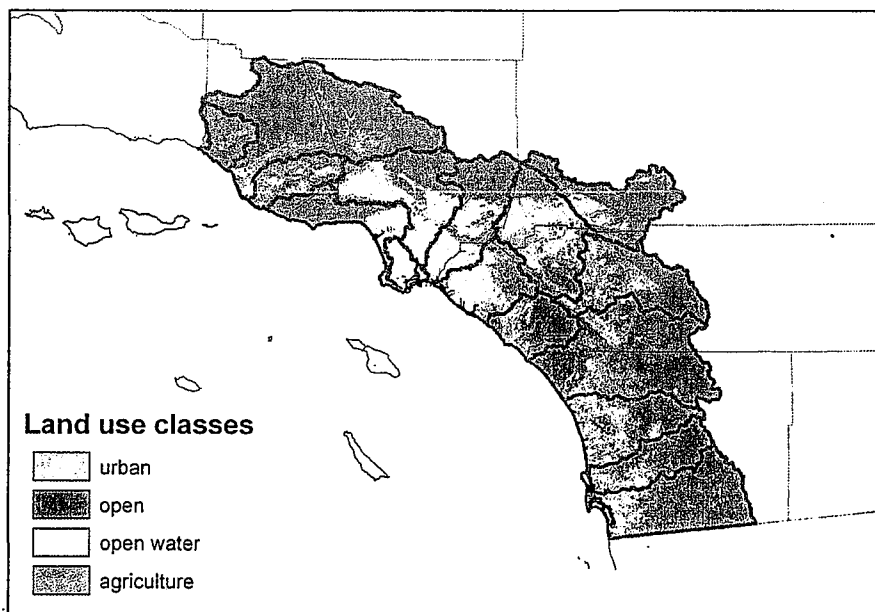 Land use classes
urban
open
open water
agriculture